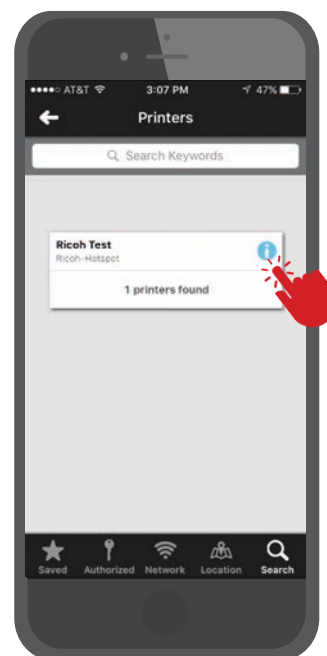 AT&T 3:07 PM 47%
Printers
Search Keywords
Ricoh Test
Ricoh-Hotspot
1 printers found
Saved Authorized Network Location Search